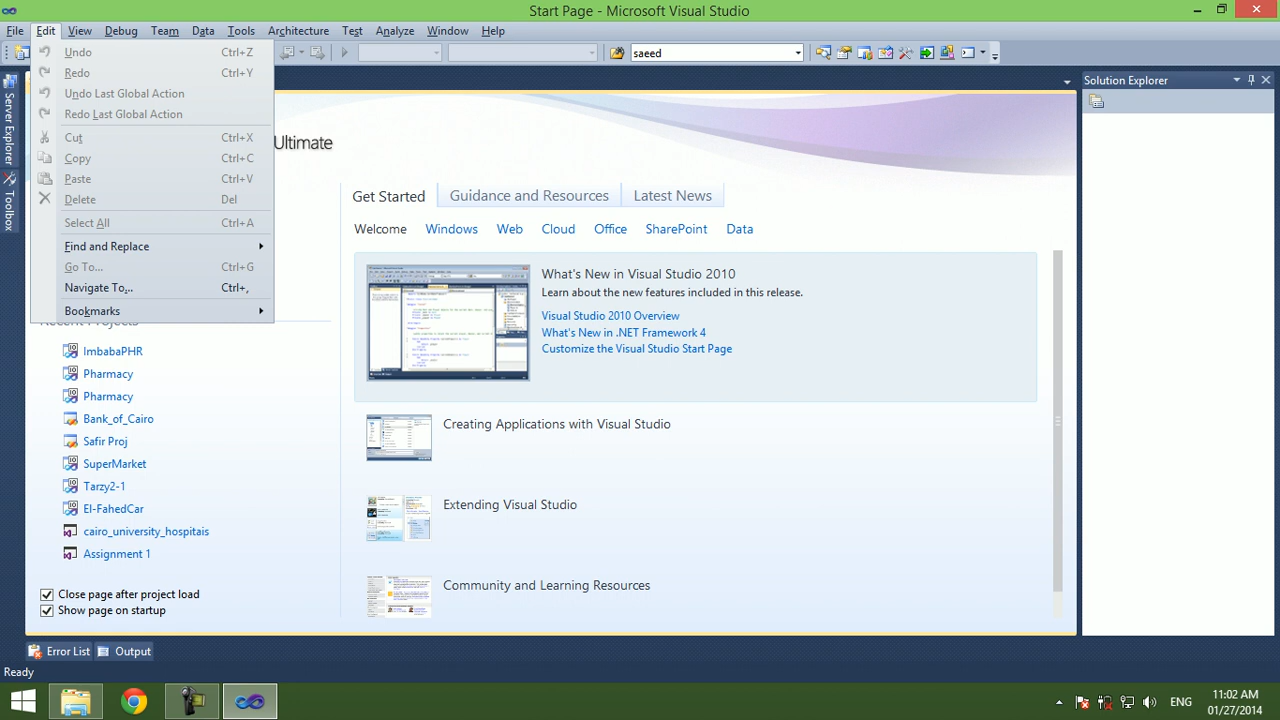 Start Page - Microsoft Visual Studio
File Edit View Debug Team Data Tools Architecture Test Analyze Window Help
saeed
Undo Ctrl+Z
Redo Ctrl+Y
Undo Last Global Action
Redo Last Global Action
Cut Ctrl+X
Copy Ctrl+C
Paste Ctrl+V
Delete Del
Select All Ctrl+A
Find and Replace
Go To... Ctrl+G
Navigate To... Ctrl+,
Bookmarks
Server Explorer
Toolbox
Ultimate
ImbabaPHR
Pharmacy
Pharmacy
Bank_of_Cairo
Safir Proj
SuperMarket
Tarzy2-1
El-FahedCar
cairo_university_hospitais
Assignment 1
Close page after project load
Show page on startup
Get Started Guidance and Resources Latest News
Welcome Windows Web Cloud Office SharePoint Data
What's New in Visual Studio 2010
Learn about the new features included in this release.
Visual Studio 2010 Overview
What's New in .NET Framework 4
Customize the Visual Studio Start Page
Creating Applications with Visual Studio
Extending Visual Studio
Community and Learning Resources
Solution Explorer
Error List Output
Ready
ENG
11:02 AM
01/27/2014